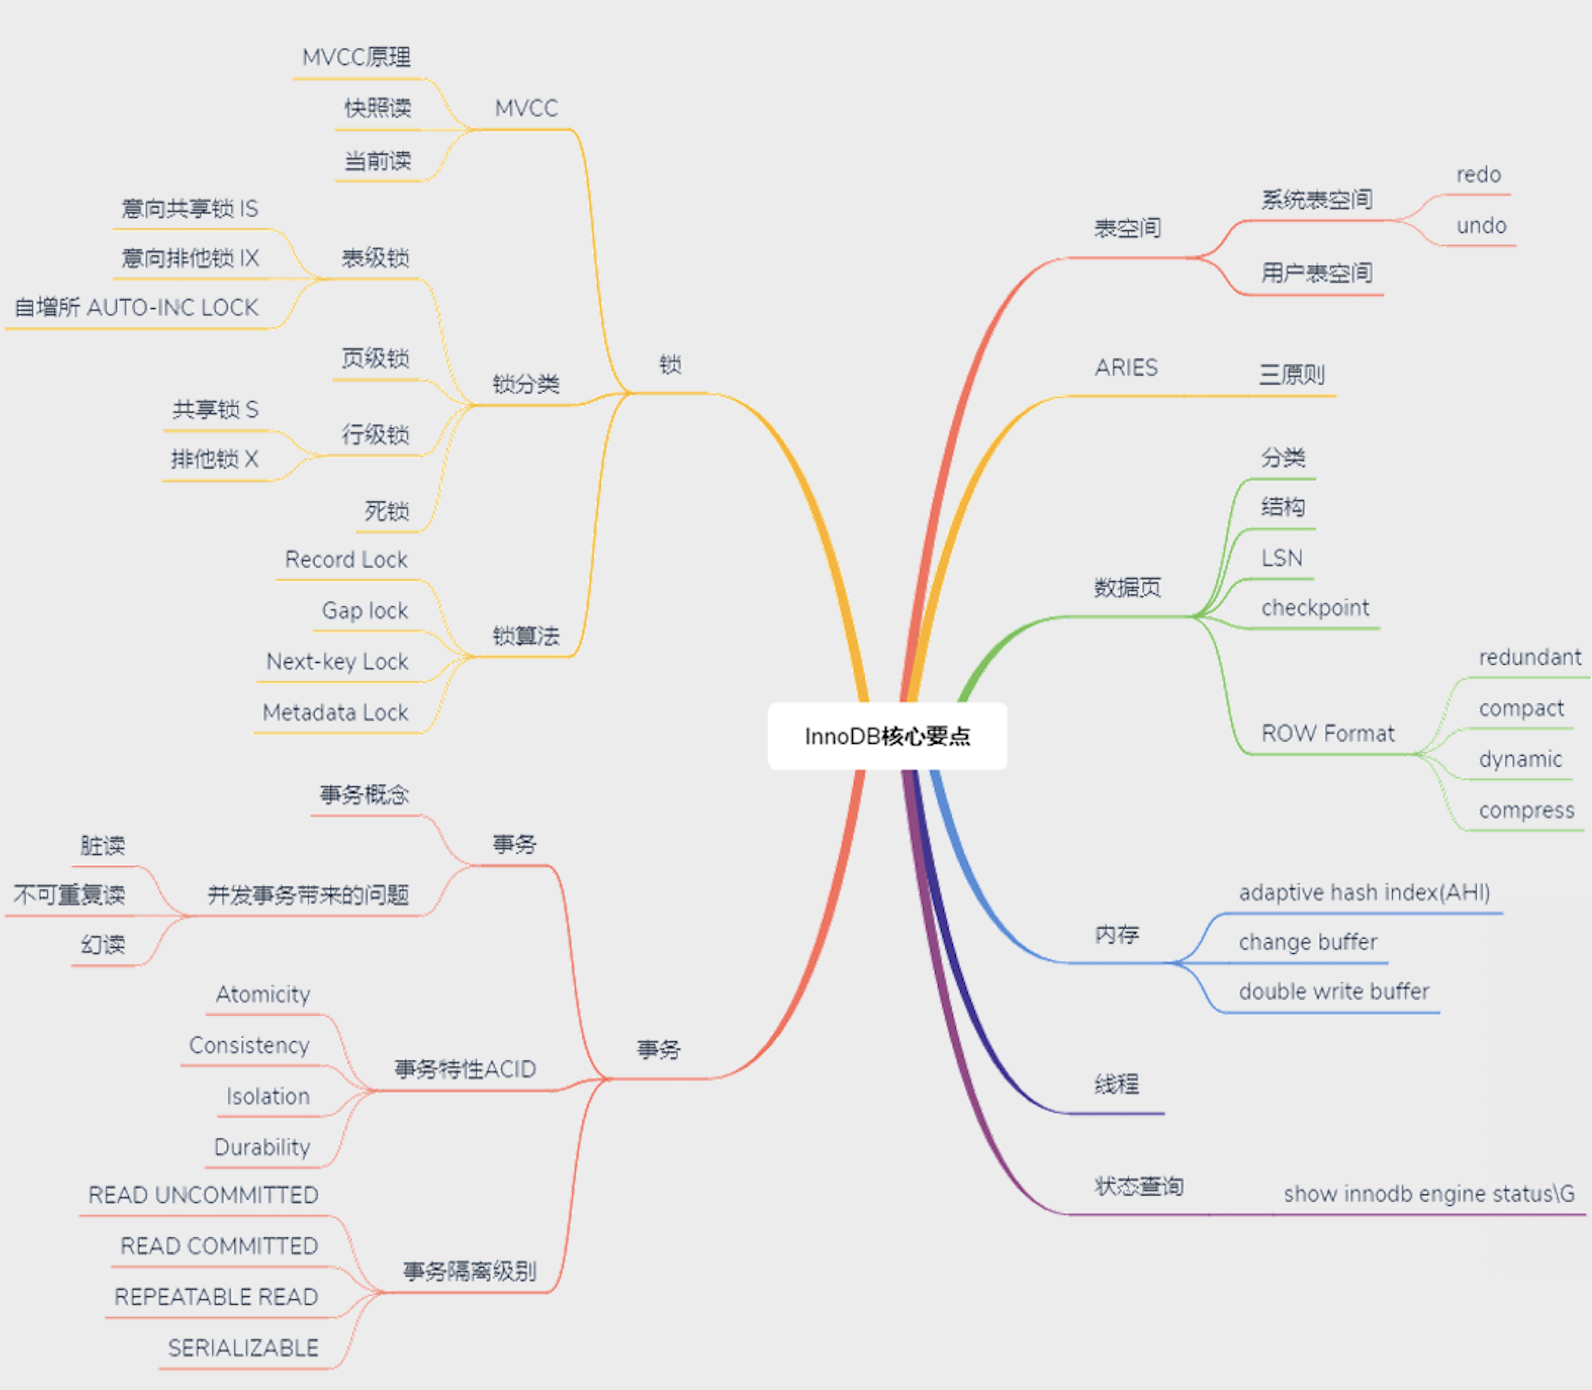 InnoDB核心要点
锁
MVCC
MVCC原理
快照读
当前读
锁分类
表级锁
意向共享锁 IS
意向排他锁 IX
自增所 AUTO-INC LOCK
页级锁
行级锁
共享锁 S
排他锁 X
死锁
锁算法
Record Lock
Gap lock
Next-key Lock
Metadata Lock
事务
事务
事务概念
并发事务带来的问题
脏读
不可重复读
幻读
事务特性ACID
Atomicity
Consistency
Isolation
Durability
事务隔离级别
READ UNCOMMITTED
READ COMMITTED
REPEATABLE READ
SERIALIZABLE
表空间
系统表空间
redo
undo
用户表空间
ARIES
三原则
数据页
分类
结构
LSN
checkpoint
ROW Format
redundant
compact
dynamic
compress
内存
adaptive hash index(AHI)
change buffer
double write buffer
线程
状态查询
show innodb engine status\G